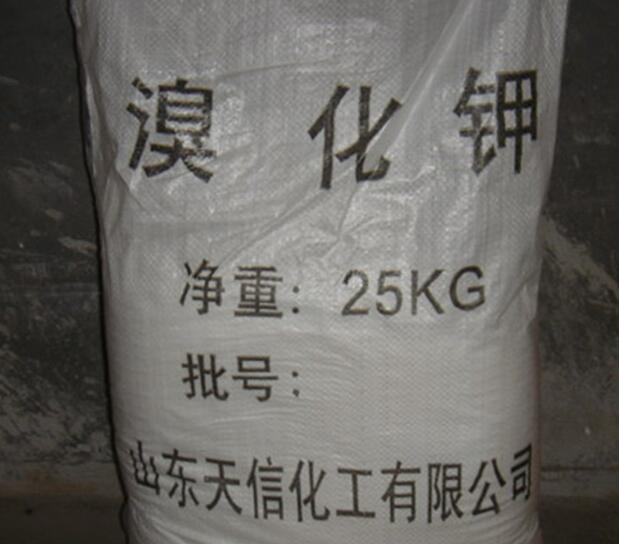 溴化钾
净重：25KG
批号：
山东天信化工有限公司